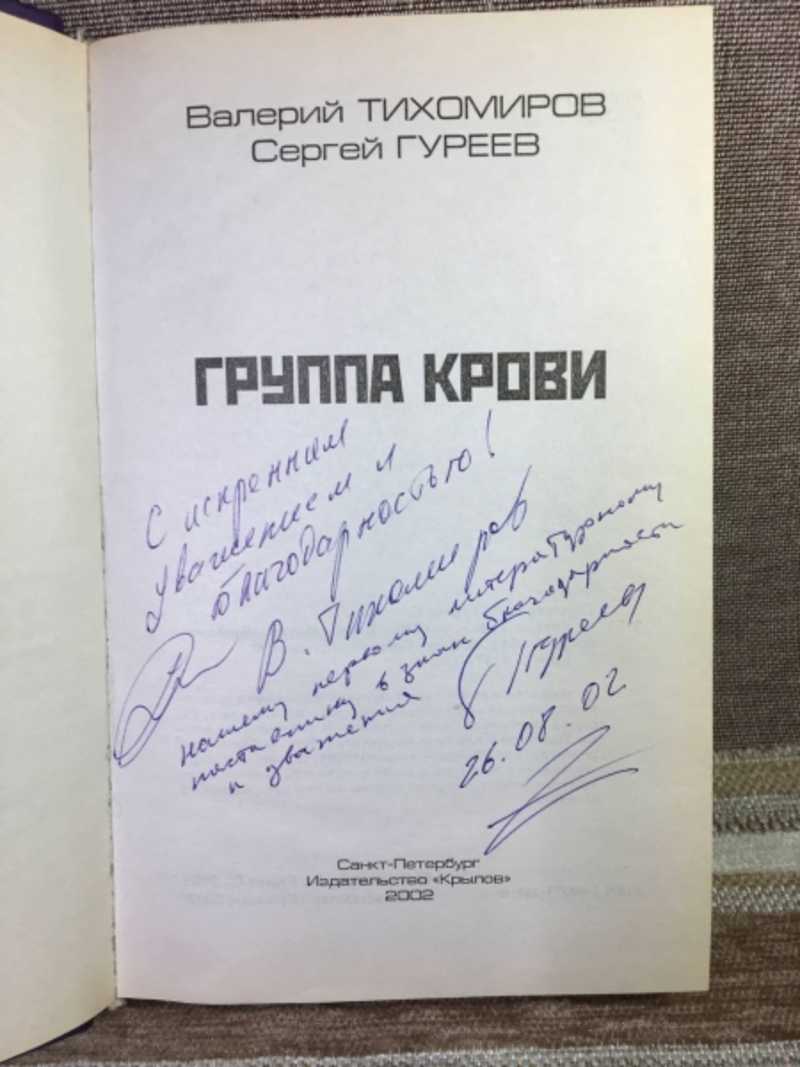 Валерий ТИХОМИРОВ
Сергей ГУРЕЕВ
ГРУППА КРОВИ
С искренним
уважением и
благодарностью!
В. Тихомиров
нашему первому литературному
наставнику в знак благодарности
и уважения
С Гуреев
26.08.02
Санкт-Петербург
Издательство «Крылов»
2002